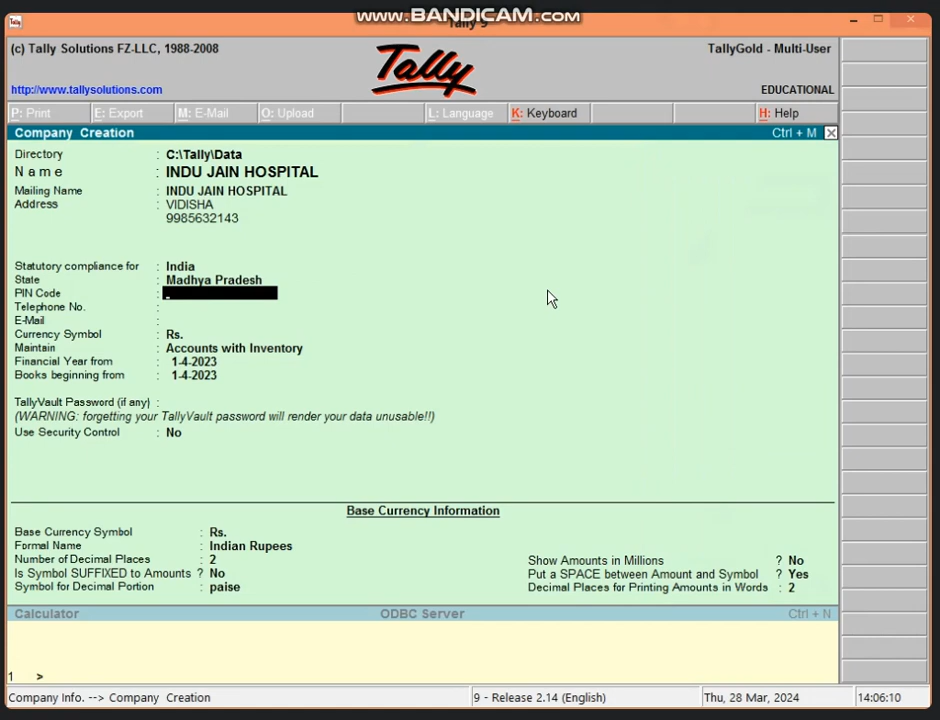 www.BANDICAM.com
Tally 9
(c) Tally Solutions FZ-LLC, 1988-2008
TallyGold - Multi-User
Tally
http://www.tallysolutions.com
EDUCATIONAL
P: Print E: Export M: E-Mail O: Upload L: Language K: Keyboard H: Help
Company Creation Ctrl + M
Directory : C:\Tally\Data
Name : INDU JAIN HOSPITAL
Mailing Name : INDU JAIN HOSPITAL
Address : VIDISHA
9985632143
Statutory compliance for : India
State : Madhya Pradesh
PIN Code :
Telephone No. :
E-Mail :
Currency Symbol : Rs.
Maintain : Accounts with Inventory
Financial Year from : 1-4-2023
Books beginning from : 1-4-2023
TallyVault Password (if any) :
(WARNING: forgetting your TallyVault password will render your data unusable!!)
Use Security Control : No
Base Currency Information
Base Currency Symbol : Rs.
Formal Name : Indian Rupees
Number of Decimal Places : 2 Show Amounts in Millions ? No
Is Symbol SUFFIXED to Amounts ? No Put a SPACE between Amount and Symbol ? Yes
Symbol for Decimal Portion : paise Decimal Places for Printing Amounts in Words : 2
Calculator ODBC Server Ctrl + N
1 >
Company Info. --> Company Creation 9 - Release 2.14 (English) Thu, 28 Mar, 2024 14:06:10